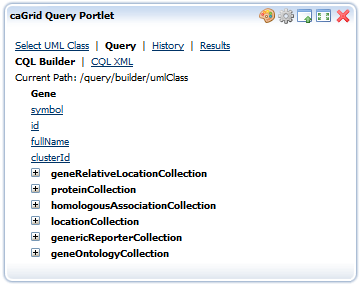 caGrid Query Portlet
Select UML Class | Query | History | Results
CQL Builder | CQL XML
Current Path: /query/builder/umlClass
Gene
symbol
id
fullName
clusterId
geneRelativeLocationCollection
proteinCollection
homologousAssociationCollection
locationCollection
genericReporterCollection
geneOntologyCollection